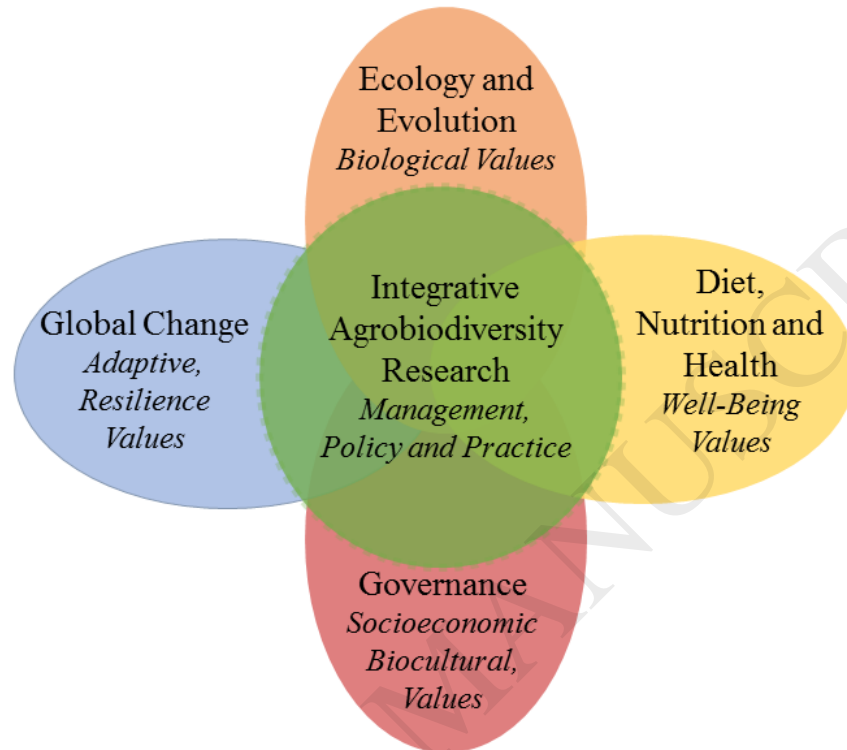 Ecology and
Evolution
Biological Values
Global Change
Adaptive,
Resilience
Values
Integrative
Agrobiodiversity
Research
Management,
Policy and Practice
Diet,
Nutrition and
Health
Well-Being
Values
Governance
Socioeconomic
Biocultural,
Values